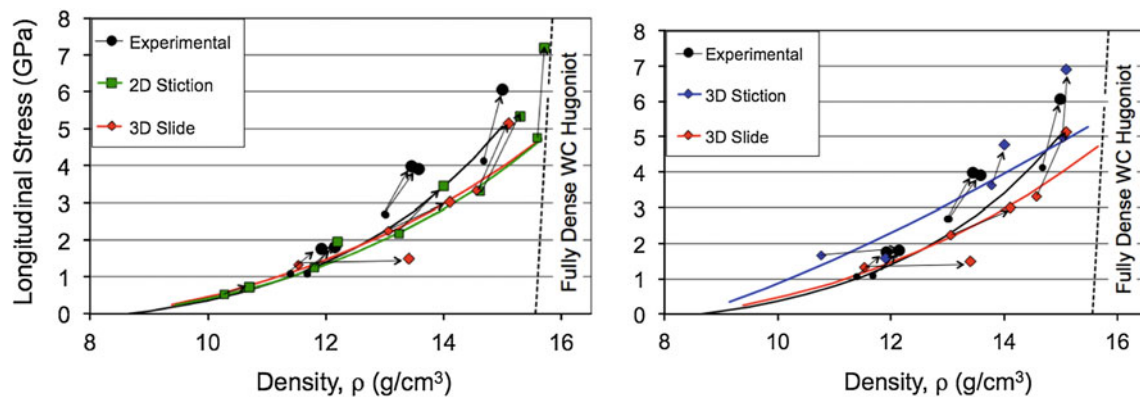 8
7
6
5
4
3
2
1
0
Longitudinal Stress (GPa)
Experimental
2D Stiction
3D Slide
Fully Dense WC Hugoniot
8 10 12 14 16
Density, ρ (g/cm³)
8
7
6
5
4
3
2
1
0
Experimental
3D Stiction
3D Slide
Fully Dense WC Hugoniot
8 10 12 14 16
Density, ρ (g/cm³)